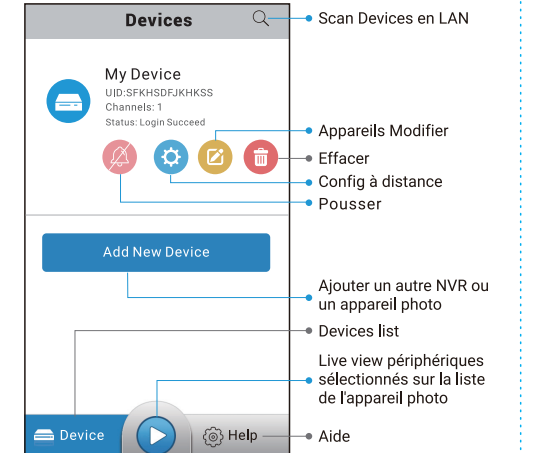 Devices
Scan Devices en LAN
My Device
UID:SFKHSDFJKHKSS
Channels: 1
Status: Login Succeed
Appareils Modifier
Effacer
Config à distance
Pousser
Add New Device
Ajouter un autre NVR ou
un appareil photo
Devices list
Live view périphériques
sélectionnés sur la liste
de l'appareil photo
Device
Help
Aide